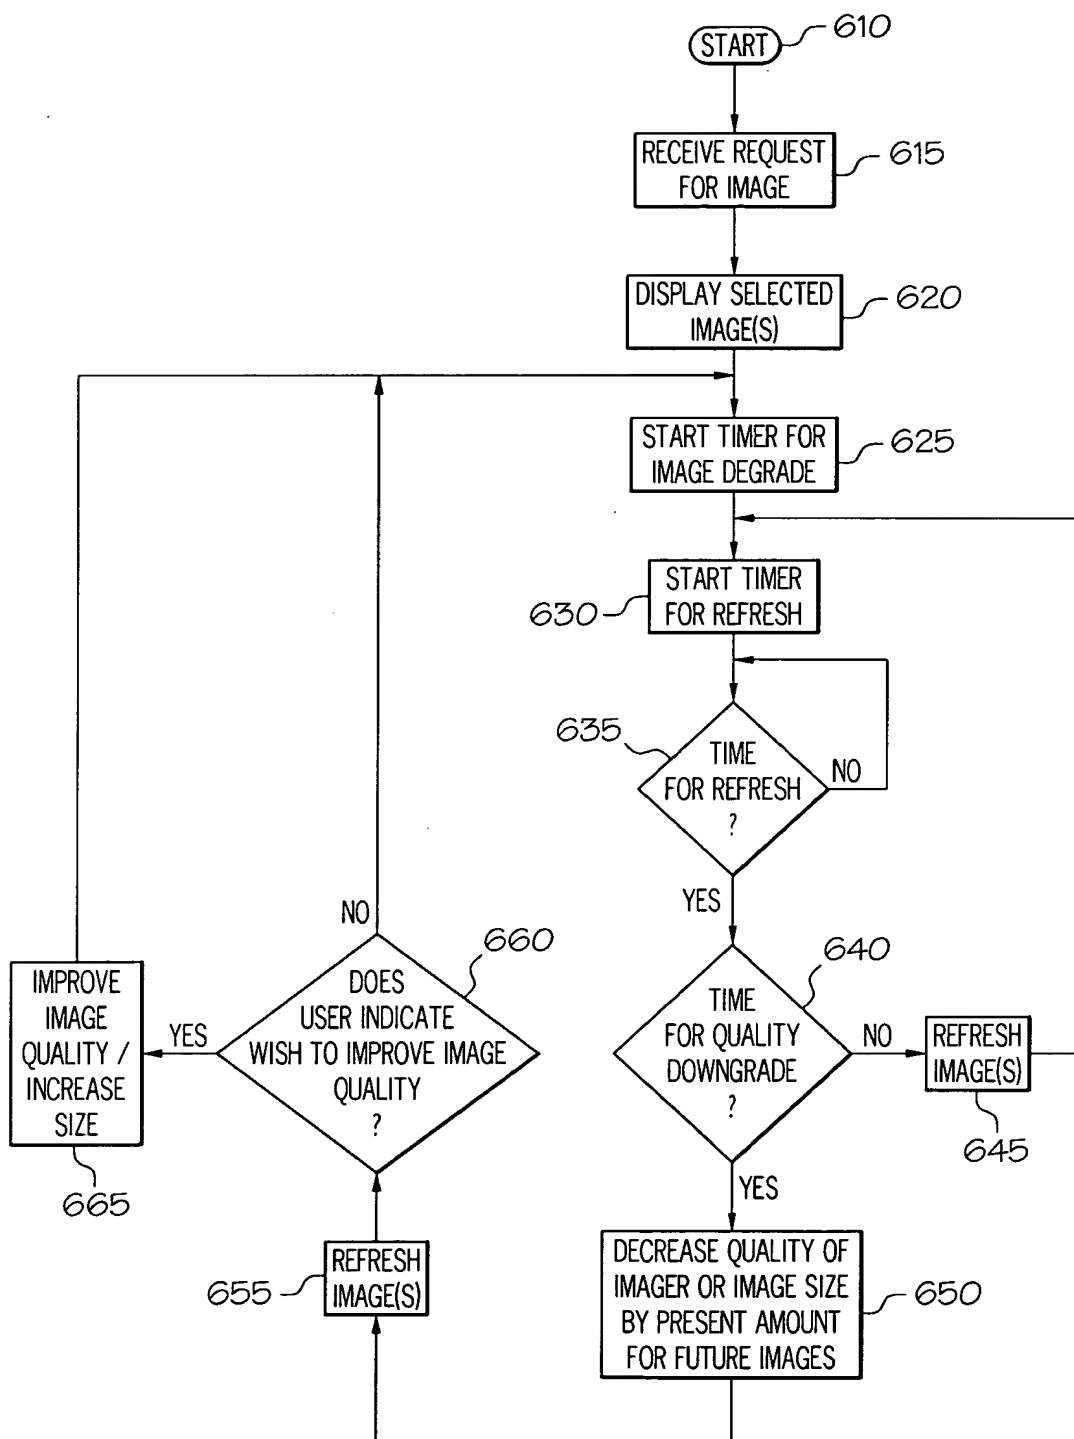 START
610
RECEIVE REQUEST
FOR IMAGE
615
DISPLAY SELECTED
IMAGE(S)
620
START TIMER FOR
IMAGE DEGRADE
625
START TIMER
FOR REFRESH
630
635
TIME
FOR REFRESH
?
NO
YES
640
TIME
FOR QUALITY
DOWNGRADE
?
NO
REFRESH
IMAGE(S)
645
YES
DECREASE QUALITY OF
IMAGER OR IMAGE SIZE
BY PRESENT AMOUNT
FOR FUTURE IMAGES
650
REFRESH
IMAGE(S)
655
NO
660
DOES
USER INDICATE
WISH TO IMPROVE IMAGE
QUALITY
?
YES
IMPROVE
IMAGE
QUALITY /
INCREASE
SIZE
665